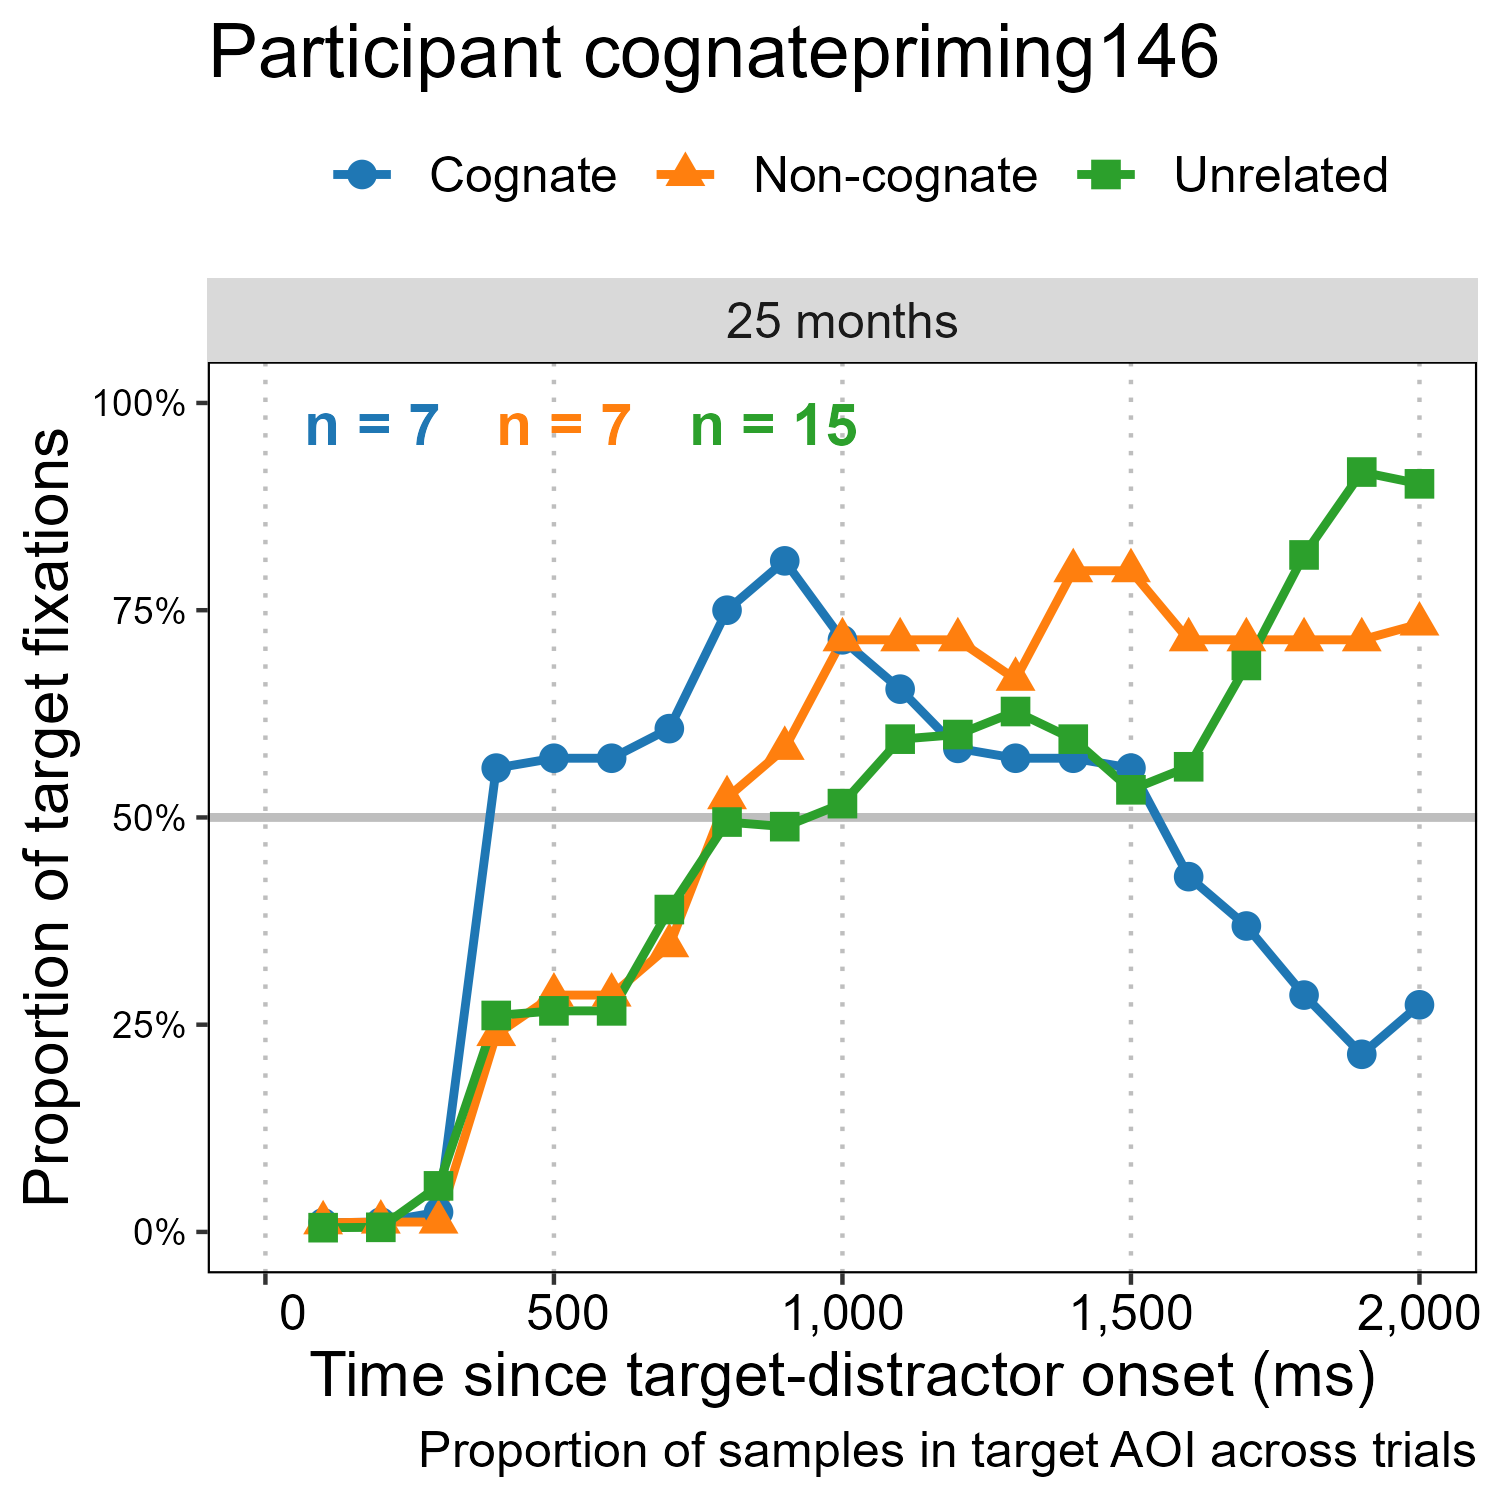 Participant cognatepriming146
Cognate Non-cognate Unrelated
25 months
n = 7 n = 7 n = 15
Proportion of target fixations
100%
75%
50%
25%
0%
0 500 1,000 1,500 2,000
Time since target-distractor onset (ms)
Proportion of samples in target AOI across trials